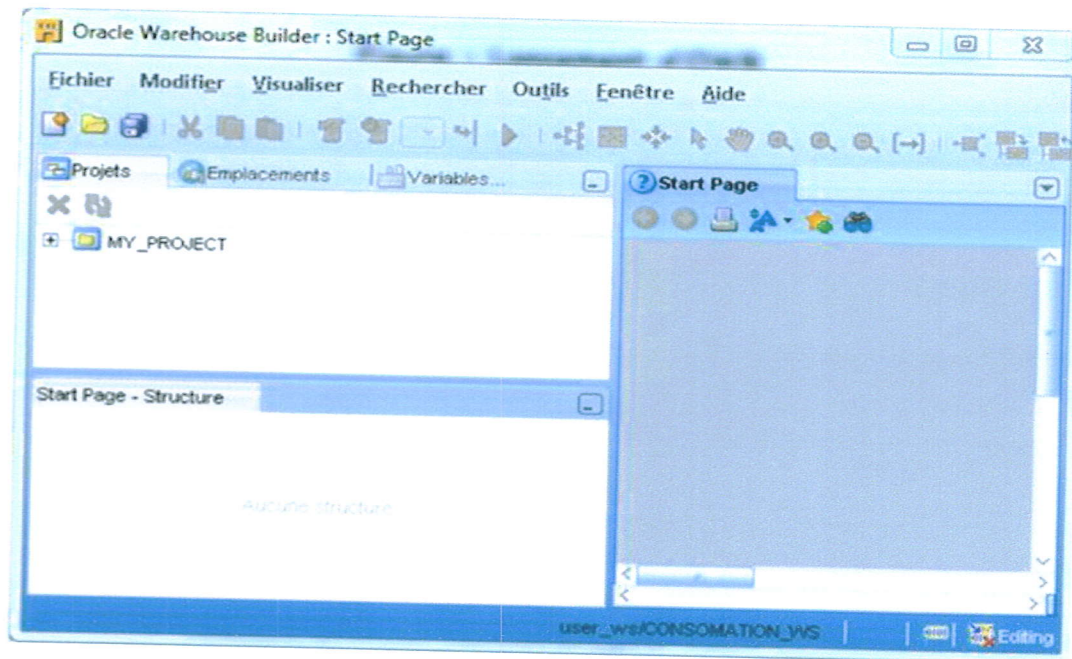 Oracle Warehouse Builder : Start Page
Fichier Modifier Visualiser Rechercher Outils Fenêtre Aide
Projets Emplacements Variables... Start Page
MY_PROJECT
Start Page - Structure
Aucune structure
user_ws/CONSOMATION_WS Editing